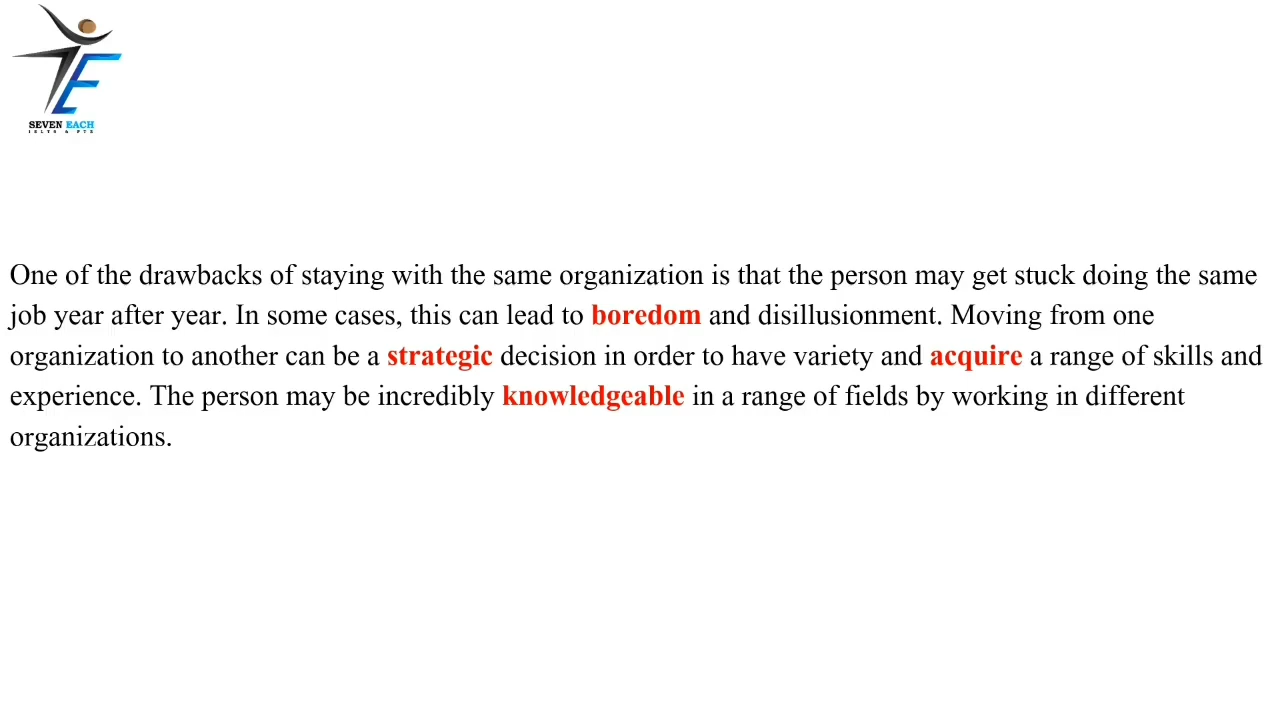 SEVEN EACH
IELTS & PTE
One of the drawbacks of staying with the same organization is that the person may get stuck doing the same
job year after year. In some cases, this can lead to boredom and disillusionment. Moving from one
organization to another can be a strategic decision in order to have variety and acquire a range of skills and
experience. The person may be incredibly knowledgeable in a range of fields by working in different
organizations.